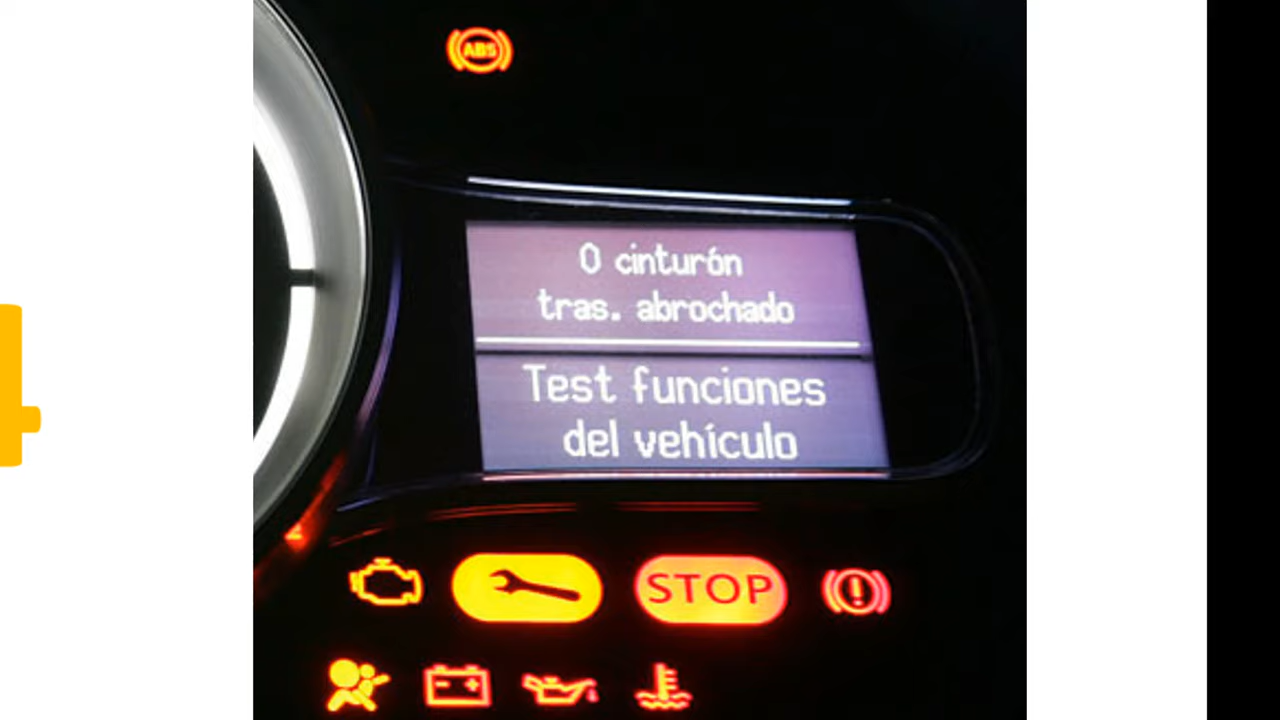 ABS
0 cinturón
tras. abrochado
Test funciones
del vehículo
STOP